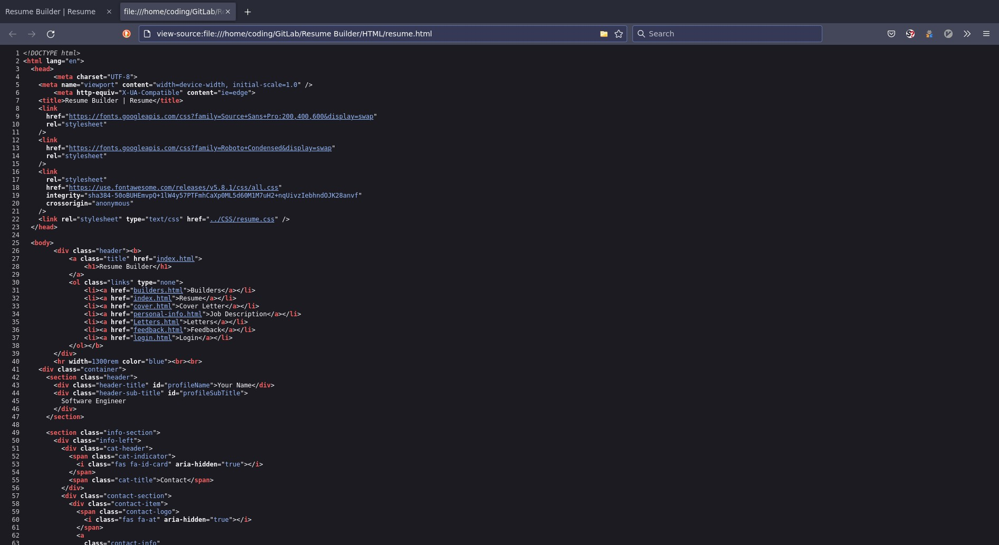 Resume Builder | Resume
file:///home/coding/GitLab/Re
view-source:file:///home/coding/GitLab/Resume Builder/HTML/resume.html
Search
1 <!DOCTYPE html>
2 <html lang="en">
3 <head>
4 <meta charset="UTF-8">
5 <meta name="viewport" content="width=device-width, initial-scale=1.0" />
6 <meta http-equiv="X-UA-Compatible" content="ie=edge">
7 <title>Resume Builder | Resume</title>
8 <link
9 href="https://fonts.googleapis.com/css?family=Source+Sans+Pro:200,400,600&display=swap"
10 rel="stylesheet"
11 />
12 <link
13 href="https://fonts.googleapis.com/css?family=Roboto+Condensed&display=swap"
14 rel="stylesheet"
15 />
16 <link
17 rel="stylesheet"
18 href="https://use.fontawesome.com/releases/v5.8.1/css/all.css"
19 integrity="sha384-50oBUHEmvpQ+1lW4y57PTFmhCaXp0ML5d60M1M7uH2+nqUivzIebhndOJK28anvf"
20 crossorigin="anonymous"
21 />
22 <link rel="stylesheet" type="text/css" href="../CSS/resume.css" />
23 </head>
24
25 <body>
26 <div class="header"><b>
27 <a class="title" href="index.html">
28 <h1>Resume Builder</h1>
29 </a>
30 <ol class="links" type="none">
31 <li><a href="builders.html">Builders</a></li>
32 <li><a href="index.html">Resume</a></li>
33 <li><a href="cover.html">Cover Letter</a></li>
34 <li><a href="personal-info.html">Job Description</a></li>
35 <li><a href="Letters.html">Letters</a></li>
36 <li><a href="feedback.html">Feedback</a></li>
37 <li><a href="login.html">Login</a></li>
38 </ol></b>
39 </div>
40 <hr width=1300rem color="blue"><br><br>
41 <div class="container">
42 <section class="header">
43 <div class="header-title" id="profileName">Your Name</div>
44 <div class="header-sub-title" id="profileSubTitle">
45 Software Engineer
46 </div>
47 </section>
48
49 <section class="info-section">
50 <div class="info-left">
51 <div class="cat-header">
52 <span class="cat-indicator">
53 <i class="fas fa-id-card" aria-hidden="true"></i>
54 </span>
55 <span class="cat-title">Contact</span>
56 </div>
57 <div class="contact-section">
58 <div class="contact-item">
59 <span class="contact-logo">
60 <i class="fas fa-at" aria-hidden="true"></i>
61 </span>
62 <a
63 class="contact-info"